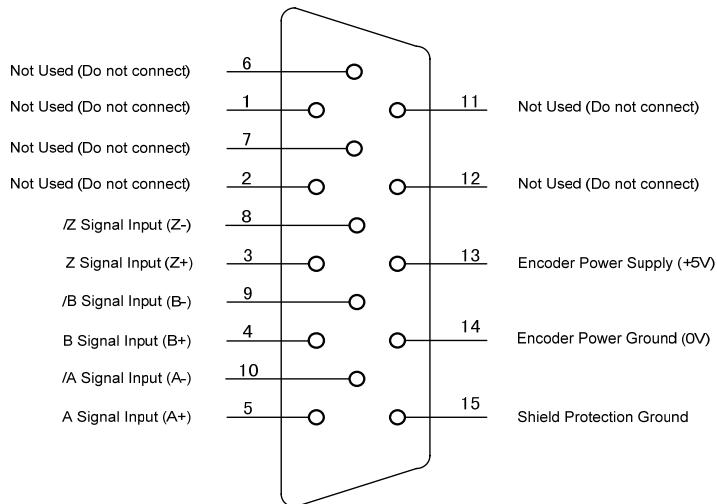 Not Used (Do not connect) 6
Not Used (Do not connect) 1 11 Not Used (Do not connect)
Not Used (Do not connect) 7
Not Used (Do not connect) 2 12 Not Used (Do not connect)
/Z Signal Input (Z-) 8
Z Signal Input (Z+) 3 13 Encoder Power Supply (+5V)
/B Signal Input (B-) 9
B Signal Input (B+) 4 14 Encoder Power Ground (0V)
/A Signal Input (A-) 10
A Signal Input (A+) 5 15 Shield Protection Ground